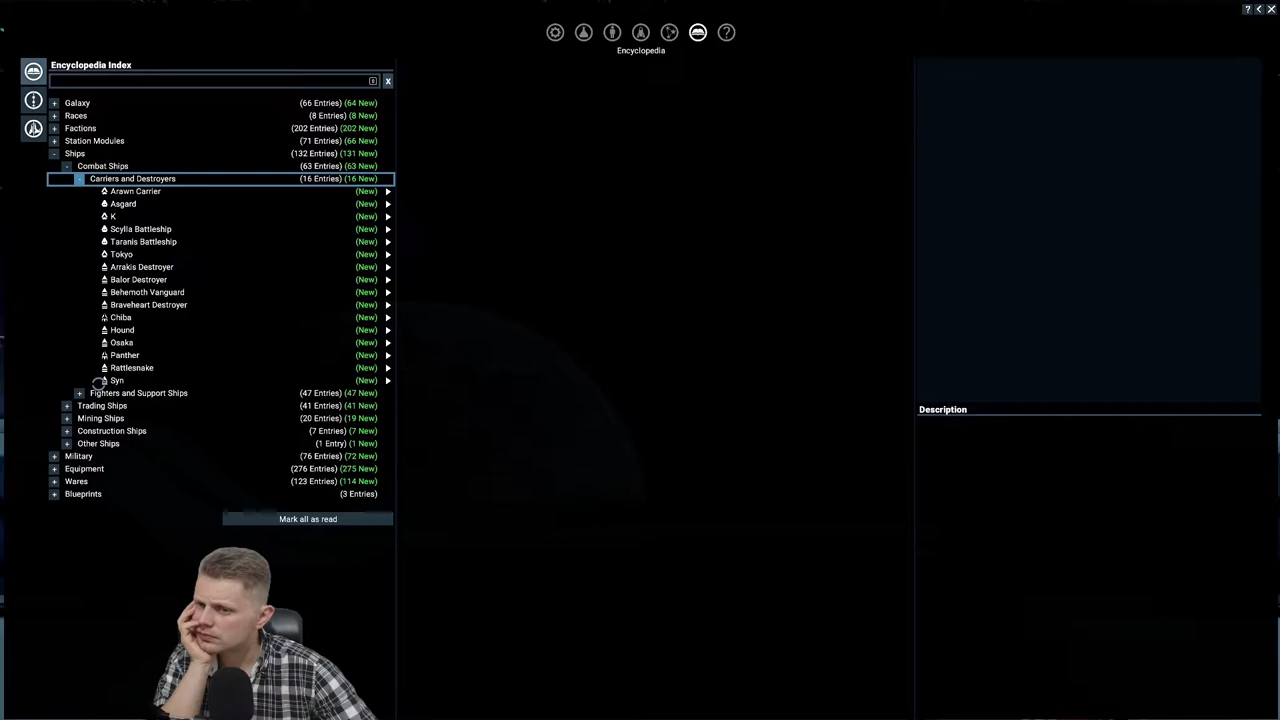 Encyclopedia
Encyclopedia Index
x
+ Galaxy (66 Entries) (64 New)
+ Races (8 Entries) (8 New)
+ Factions (202 Entries) (202 New)
+ Station Modules (71 Entries) (66 New)
- Ships (132 Entries) (131 New)
- Combat Ships (63 Entries) (63 New)
- Carriers and Destroyers (16 Entries) (16 New)
Arawn Carrier (New)
Asgard (New)
K (New)
Scylla Battleship (New)
Taranis Battleship (New)
Tokyo (New)
Arrakis Destroyer (New)
Balor Destroyer (New)
Behemoth Vanguard (New)
Braveheart Destroyer (New)
Chiba (New)
Hound (New)
Osaka (New)
Panther (New)
Rattlesnake (New)
Syn (New)
+ Fighters and Support Ships (47 Entries) (47 New)
+ Trading Ships (41 Entries) (41 New)
+ Mining Ships (20 Entries) (19 New)
+ Construction Ships (7 Entries) (7 New)
+ Other Ships (1 Entry) (1 New)
+ Military (76 Entries) (72 New)
+ Equipment (276 Entries) (275 New)
+ Wares (123 Entries) (114 New)
+ Blueprints (3 Entries)
Mark all as read
Description